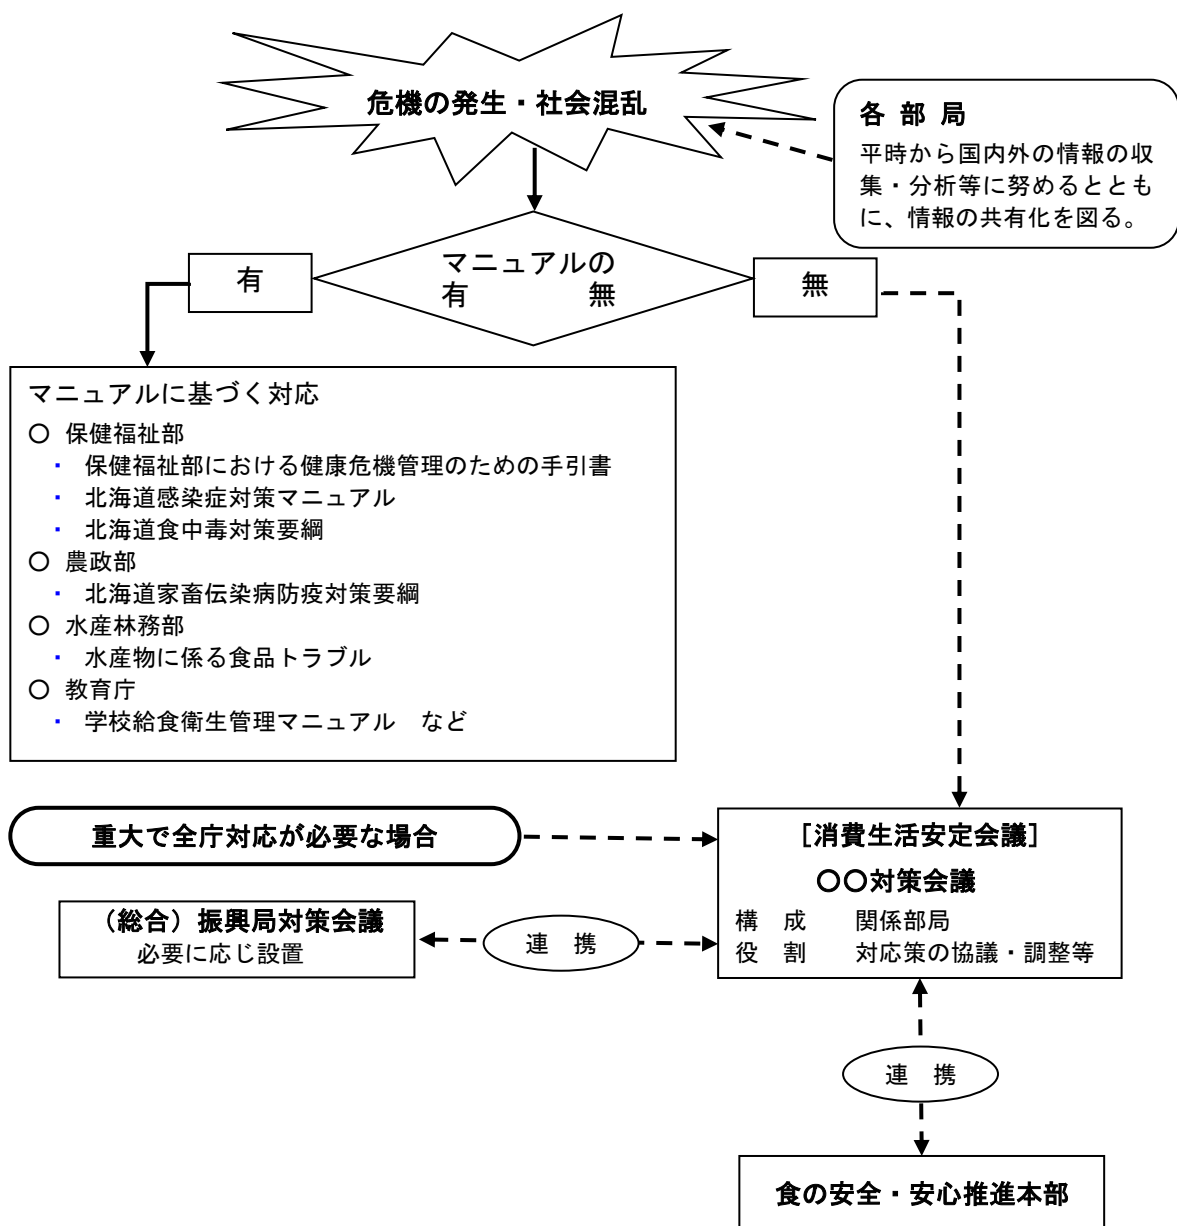 危機の発生・社会混乱
各 部 局
平時から国内外の情報の収
集・分析等に努めるととも
に、情報の共有化を図る。
マニュアルの
有　　　　無
有
無
マニュアルに基づく対応
○ 保健福祉部
・ 保健福祉部における健康危機管理のための手引書
・ 北海道感染症対策マニュアル
・ 北海道食中毒対策要綱
○ 農政部
・ 北海道家畜伝染病防疫対策要綱
○ 水産林務部
・ 水産物に係る食品トラブル
○ 教育庁
・ 学校給食衛生管理マニュアル　など
重大で全庁対応が必要な場合
［消費生活安定会議］
○○対策会議
構　成　　関係部局
役　割　　対応策の協議・調整等
（総合）振興局対策会議
必要に応じ設置
連　携
連　携
食の安全・安心推進本部